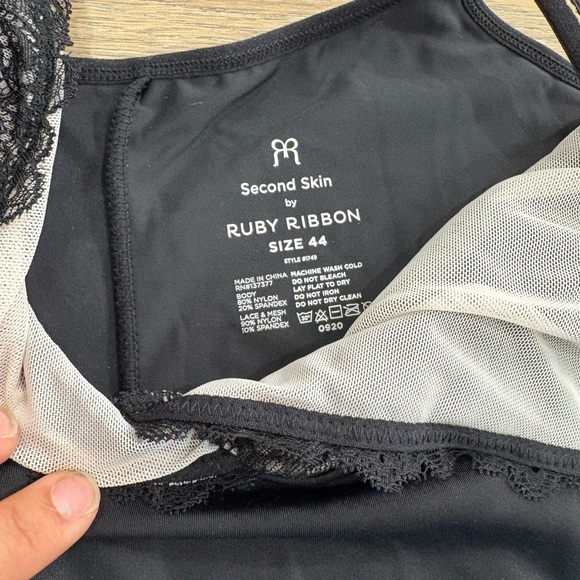 Second Skin
by
RUBY RIBBON
SIZE 44
STYLE #1749
MADE IN CHINA
RN#137377
BODY
80% NYLON
20% SPANDEX
LACE & MESH
90% NYLON
10% SPANDEX
MACHINE WASH COLD
DO NOT BLEACH
LAY FLAT TO DRY
DO NOT IRON
DO NOT DRY CLEAN
0920